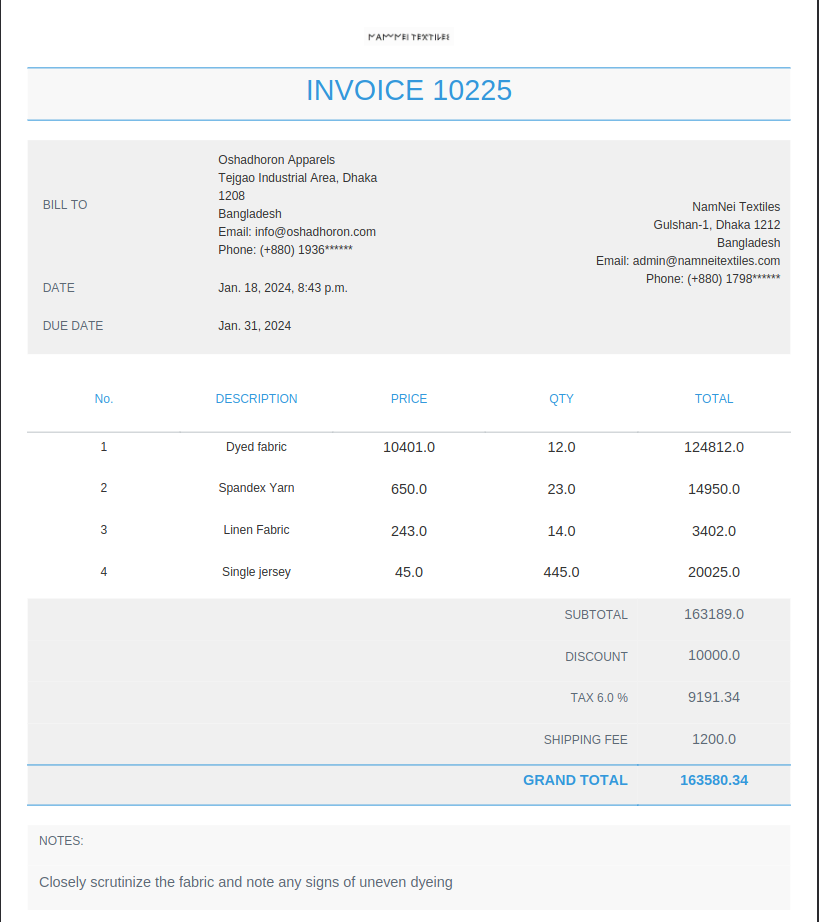 NAMNEI TEXTILES
INVOICE 10225
BILL TO
Oshadhoron Apparels
Tejgao Industrial Area, Dhaka
1208
Bangladesh
Email: info@oshadhoron.com
Phone: (+880) 1936******
NamNei Textiles
Gulshan-1, Dhaka 1212
Bangladesh
Email: admin@namneitextiles.com
Phone: (+880) 1798******
DATE Jan. 18, 2024, 8:43 p.m.
DUE DATE Jan. 31, 2024
No. DESCRIPTION PRICE QTY TOTAL
1 Dyed fabric 10401.0 12.0 124812.0
2 Spandex Yarn 650.0 23.0 14950.0
3 Linen Fabric 243.0 14.0 3402.0
4 Single jersey 45.0 445.0 20025.0
SUBTOTAL 163189.0
DISCOUNT 10000.0
TAX 6.0 % 9191.34
SHIPPING FEE 1200.0
GRAND TOTAL 163580.34
NOTES:
Closely scrutinize the fabric and note any signs of uneven dyeing